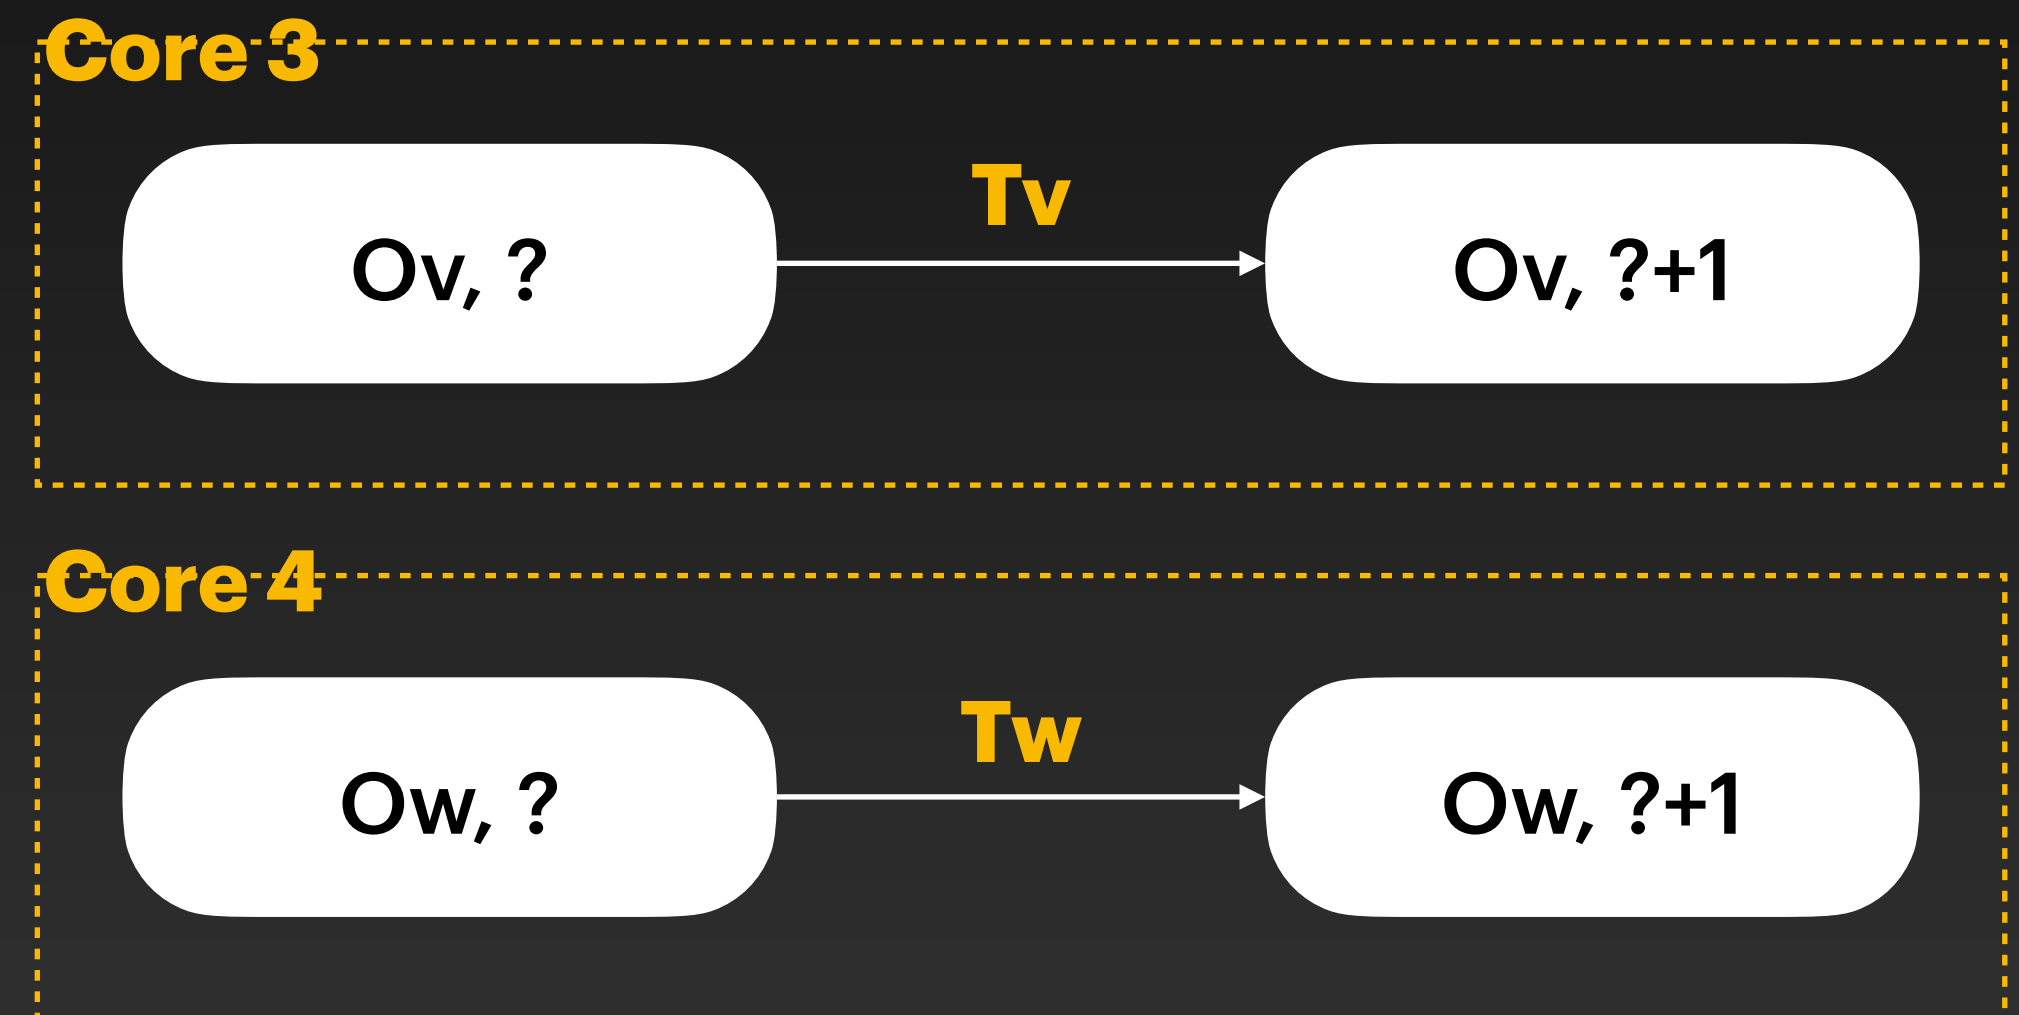 Core 3
Tv
Ov, ?
Ov, ?+1
Core 4
Tw
Ow, ?
Ow, ?+1